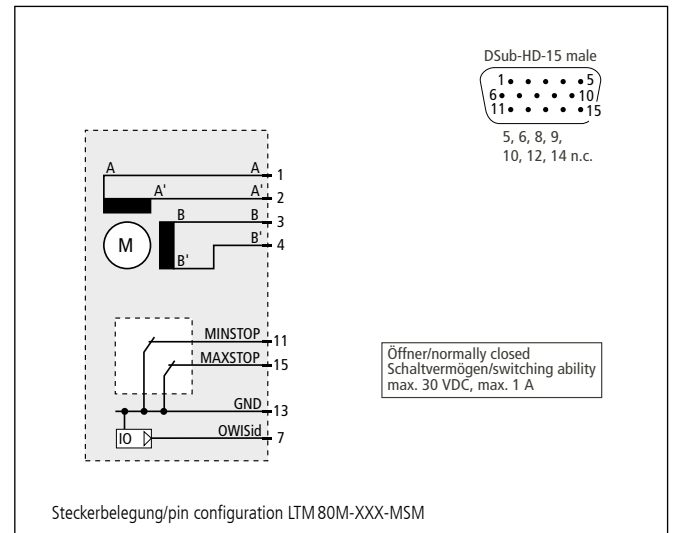 DSub-HD-15 male
1 5
6 10
11 15
5, 6, 8, 9,
10, 12, 14 n.c.
A A 1
A' A' 2
B B 3
M
B' B' 4
MINSTOP 11
MAXSTOP 15
Öffner/normally closed
Schaltvermögen/switching ability
max. 30 VDC, max. 1 A
GND 13
IO OWISid 7
Steckerbelegung/pin configuration LTM 80M-XXX-MSM